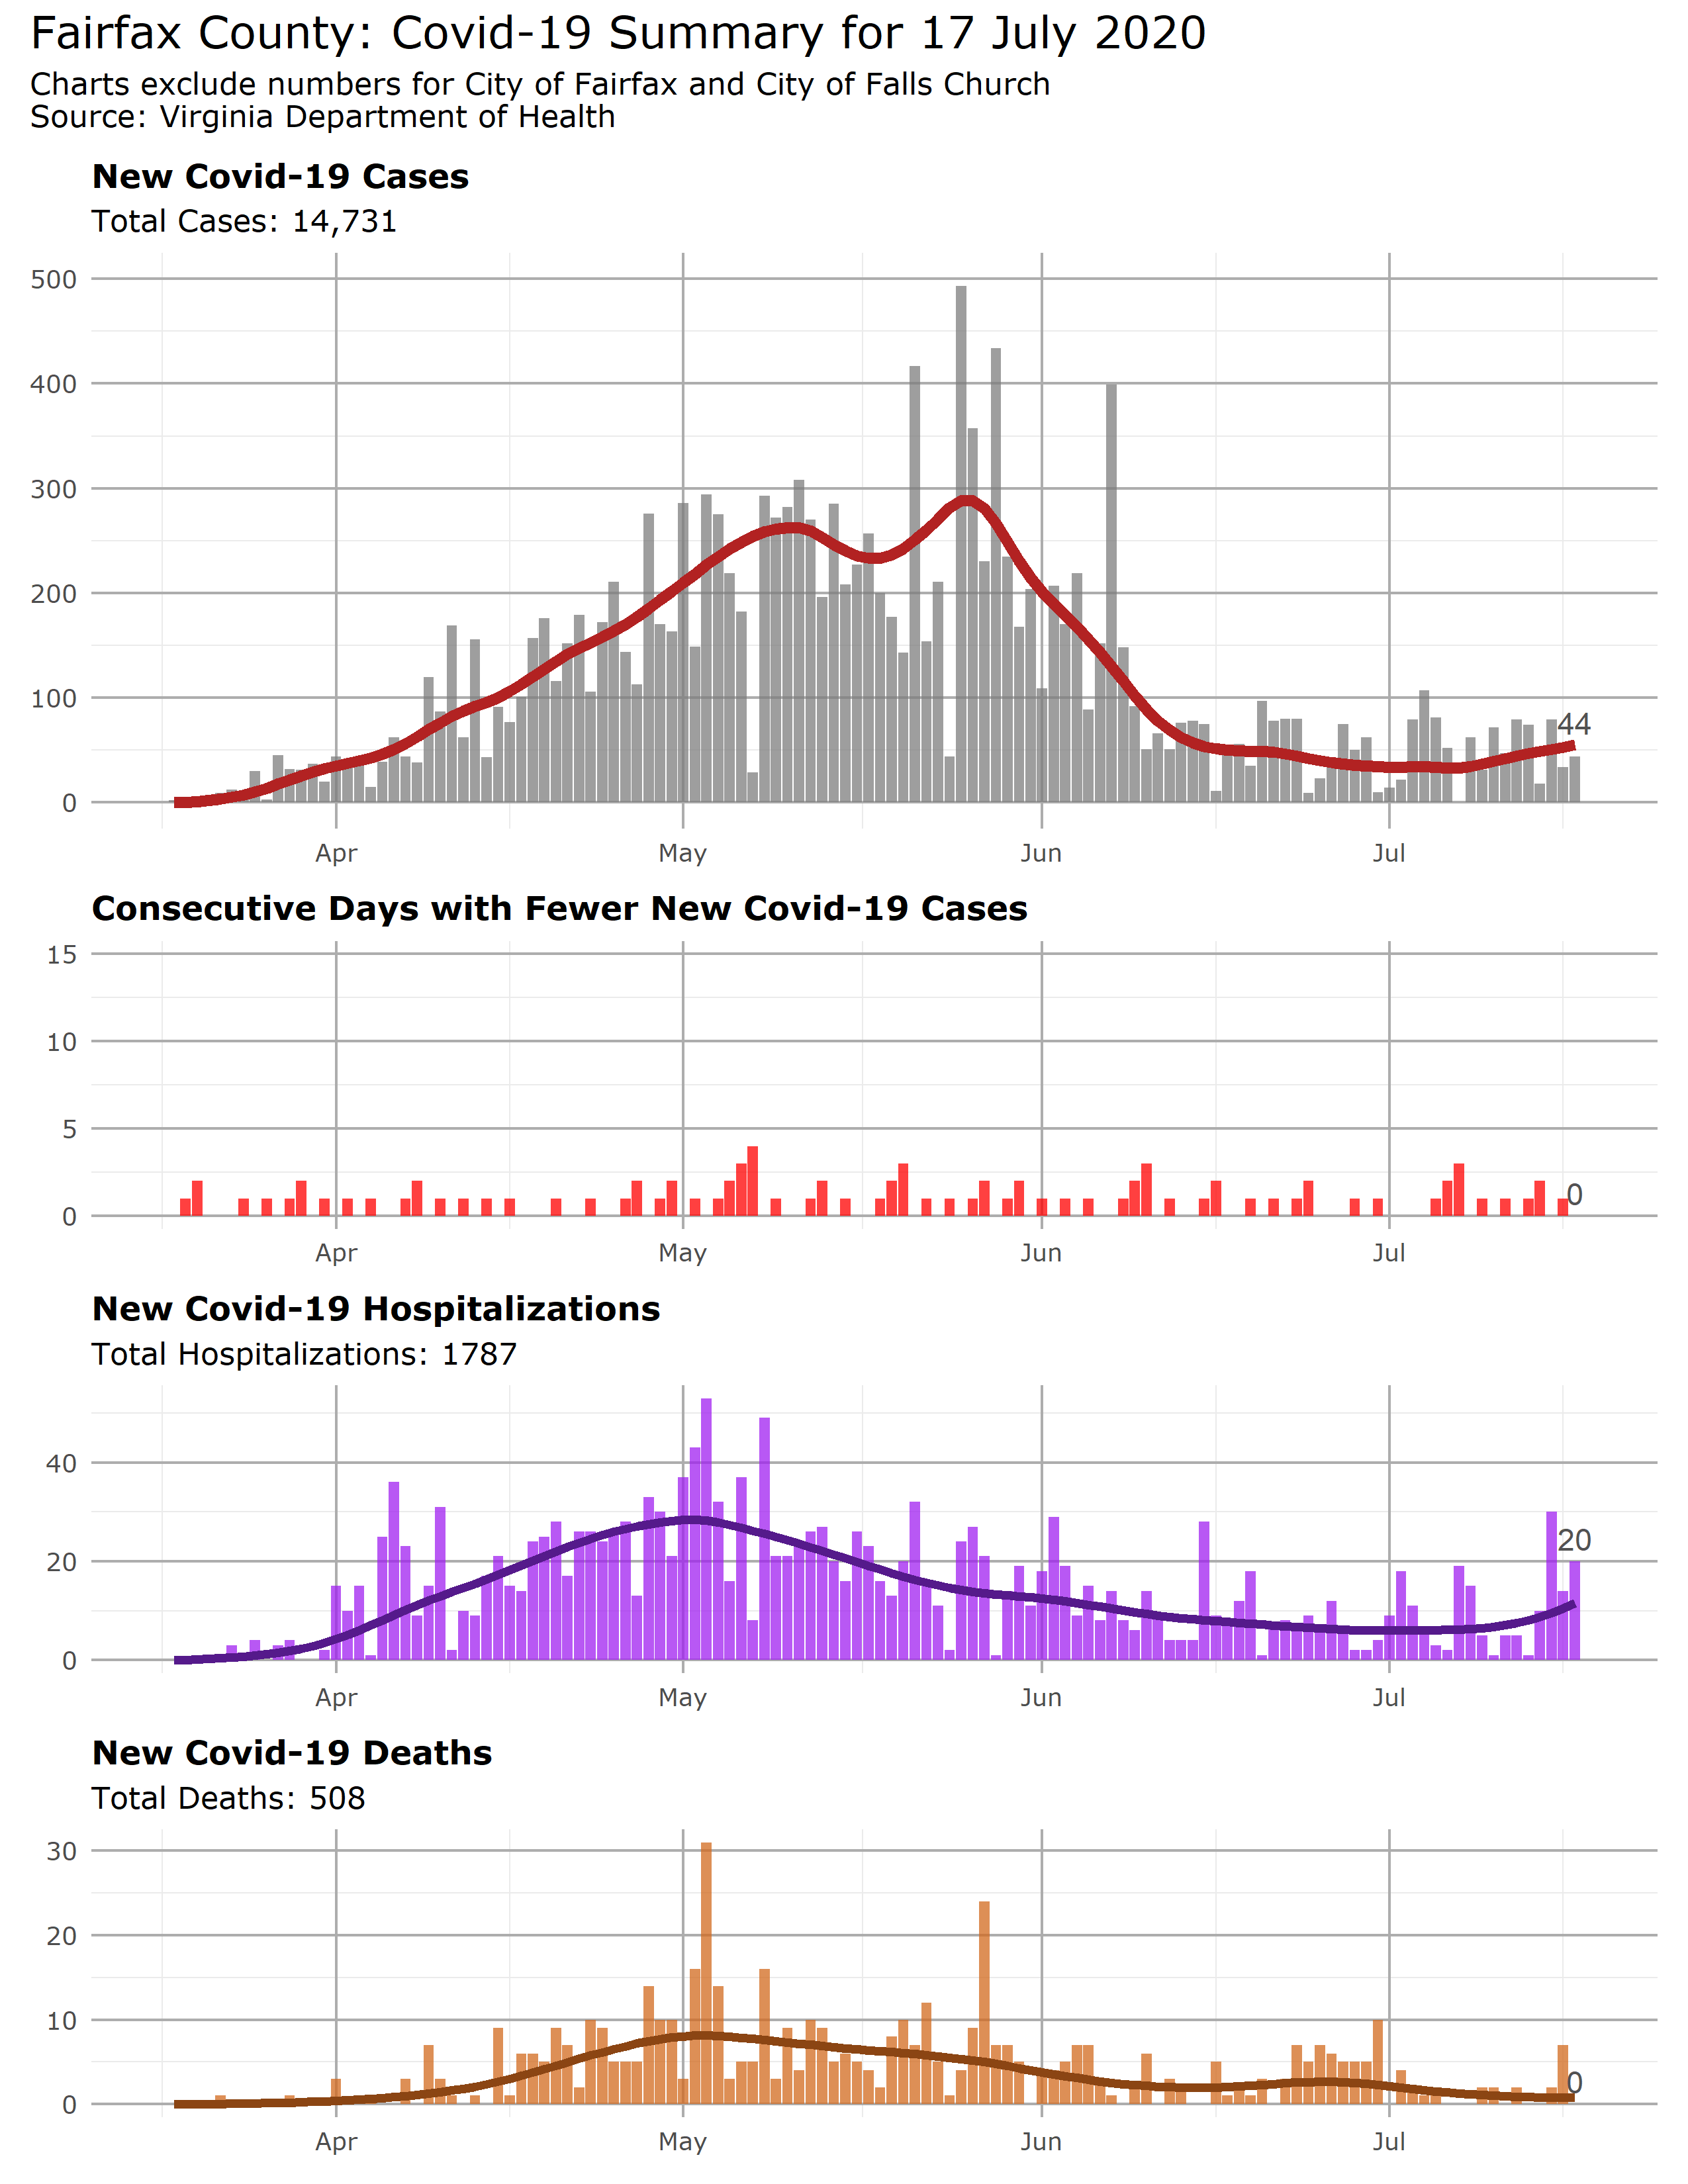 Fairfax County: Covid-19 Summary for 17 July 2020
Charts exclude numbers for City of Fairfax and City of Falls Church
Source: Virginia Department of Health
New Covid-19 Cases
Total Cases: 14,731
500
400
300
200
100
0
44
Apr May Jun Jul
Consecutive Days with Fewer New Covid-19 Cases
15
10
5
0
0
Apr May Jun Jul
New Covid-19 Hospitalizations
Total Hospitalizations: 1787
40
20
0
20
Apr May Jun Jul
New Covid-19 Deaths
Total Deaths: 508
30
20
10
0
0
Apr May Jun Jul